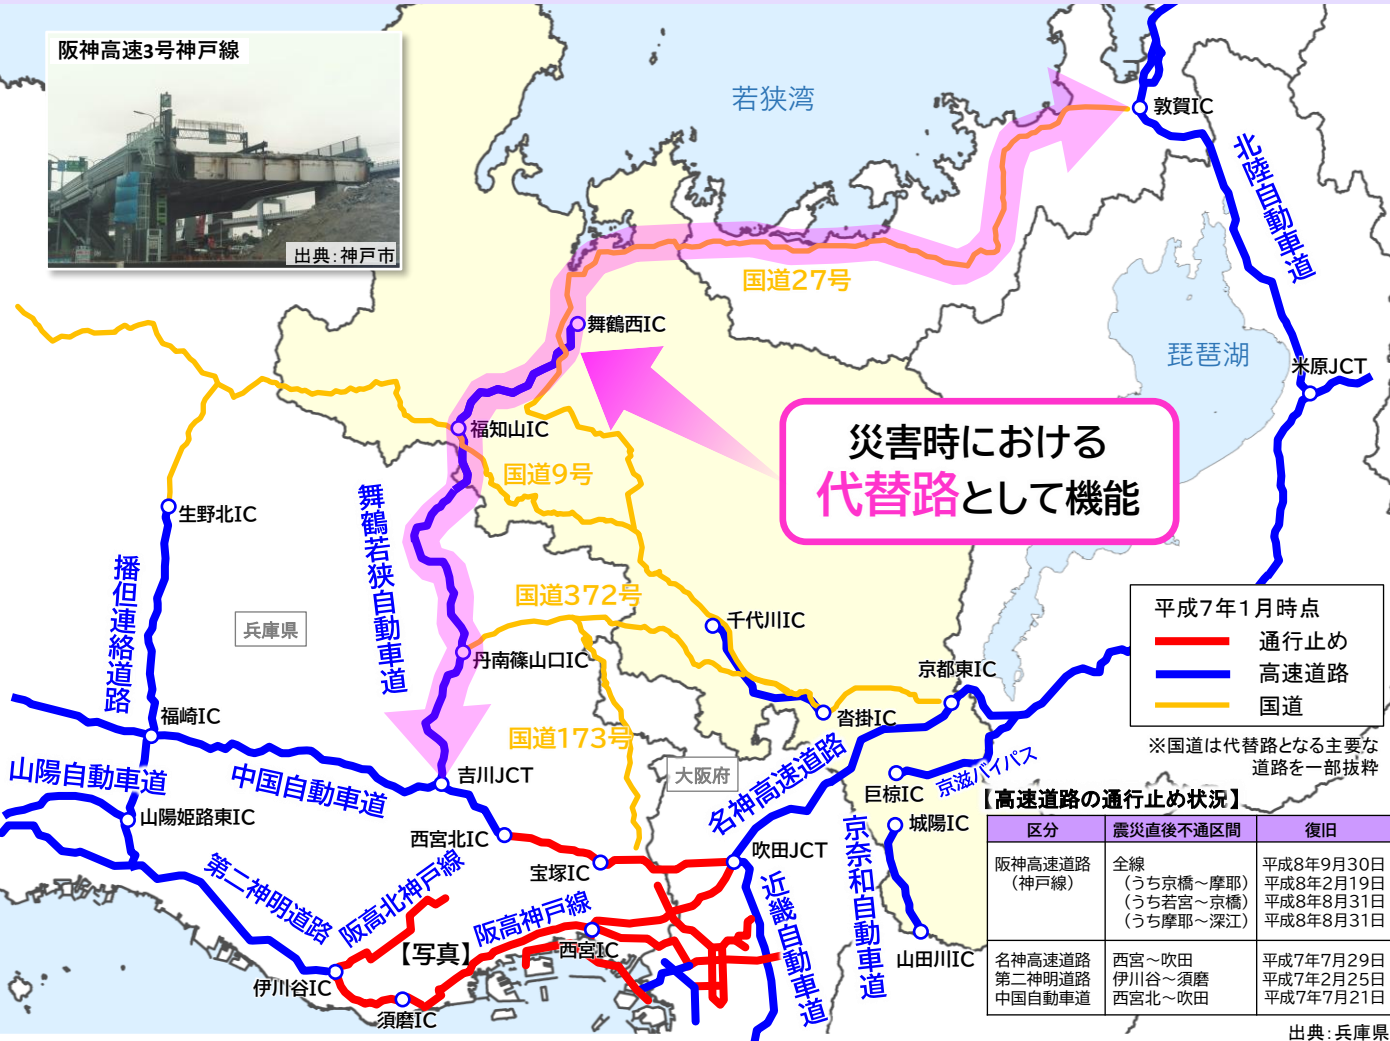 阪神高速3号神戸線
出典：神戸市
若狭湾
敦賀IC
北陸自動車道
国道27号
舞鶴西IC
琵琶湖
米原JCT
災害時における
代替路として機能
福知山IC
国道9号
舞鶴若狭自動車道
生野北IC
播但連絡道路
兵庫県
国道372号
千代川IC
丹南篠山口IC
京都東IC
平成7年1月時点
通行止め
高速道路
国道
※国道は代替路となる主要な
道路を一部抜粋
福崎IC
沓掛IC
国道173号
山陽自動車道
中国自動車道
吉川JCT
大阪府
名神高速道路
巨椋IC
京滋バイパス
山陽姫路東IC
西宮北IC
城陽IC
宝塚IC
吹田JCT
第二神明道路
阪高北神戸線
阪高神戸線
近畿自動車道
京奈和自動車道
【写真】
西宮IC
山田川IC
伊川谷IC
須磨IC
【高速道路の通行止め状況】
区分 震災直後不通区間 復旧
阪神高速道路 全線 平成8年9月30日
（神戸線） （うち京橋～摩耶） 平成8年2月19日
（うち若宮～京橋） 平成8年8月31日
（うち摩耶～深江） 平成8年8月31日
名神高速道路 西宮～吹田 平成7年7月29日
第二神明道路 伊川谷～須磨 平成7年2月25日
中国自動車道 西宮北～吹田 平成7年7月21日
出典：兵庫県